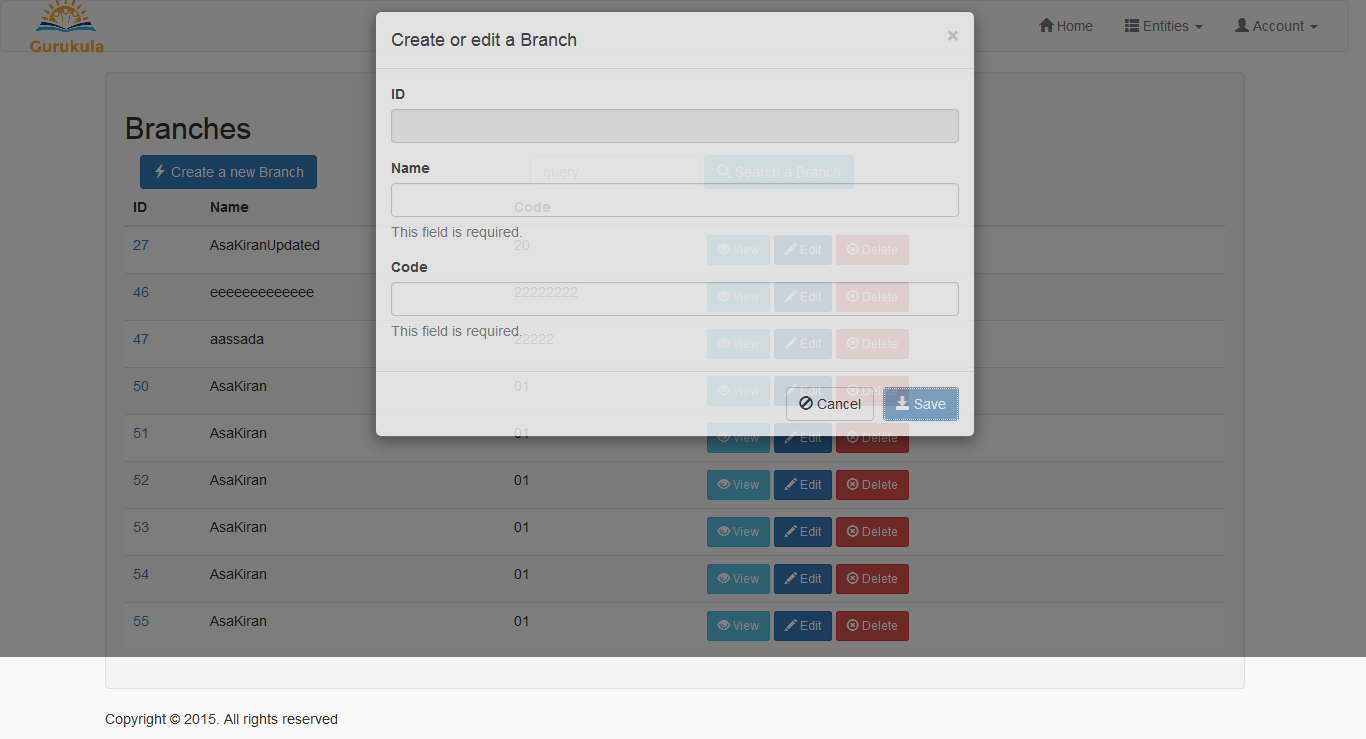 Gurukula
Home Entities Account
Create or edit a Branch ×
ID
Name
This field is required.
Code
This field is required.
Cancel Save
Branches
Create a new Branch query Search a Branch
ID Name Code
27 AsaKiranUpdated 20 View Edit Delete
46 eeeeeeeeeeeee 22222222 View Edit Delete
47 aassada 22222 View Edit Delete
50 AsaKiran 01 View Edit Delete
51 AsaKiran 01 View Edit Delete
52 AsaKiran 01 View Edit Delete
53 AsaKiran 01 View Edit Delete
54 AsaKiran 01 View Edit Delete
55 AsaKiran 01 View Edit Delete
Copyright © 2015. All rights reserved